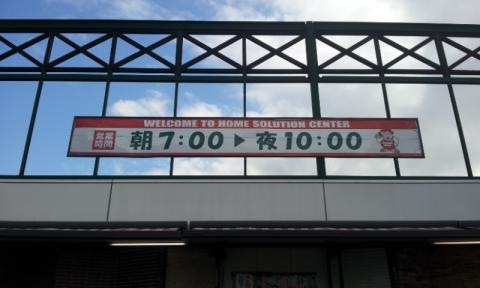 WELCOME TO HOME SOLUTION CENTER
営業時間
朝7:00▶夜10:00